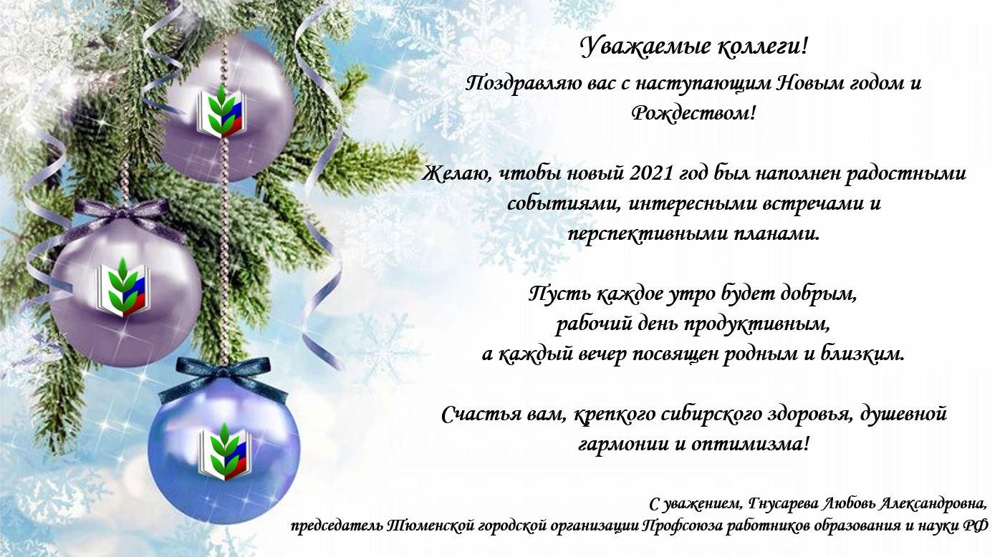 Уважаемые коллеги!
Поздравляю вас с наступающим Новым годом и
Рождеством!
Желаю, чтобы новый 2021 год был наполнен радостными
событиями, интересными встречами и
перспективными планами.
Пусть каждое утро будет добрым,
рабочий день продуктивным,
а каждый вечер посвящен родным и близким.
Счастья вам, крепкого сибирского здоровья, душевной
гармонии и оптимизма!
С уважением, Гнусарева Любовь Александровна,
председатель Тюменской городской организации Профсоюза работников образования и науки РФ